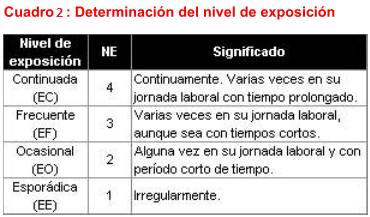 Cuadro 2 : Determinación del nivel de exposición
Nivel de exposición NE Significado
Continuada (EC) 4 Continuamente. Varias veces en su
jornada laboral con tiempo prolongado.
Frecuente (EF) 3 Varias veces en su jornada laboral,
aunque sea con tiempos cortos.
Ocasional (EO) 2 Alguna vez en su jornada laboral y con
período corto de tiempo.
Esporádica (EE) 1 Irregularmente.